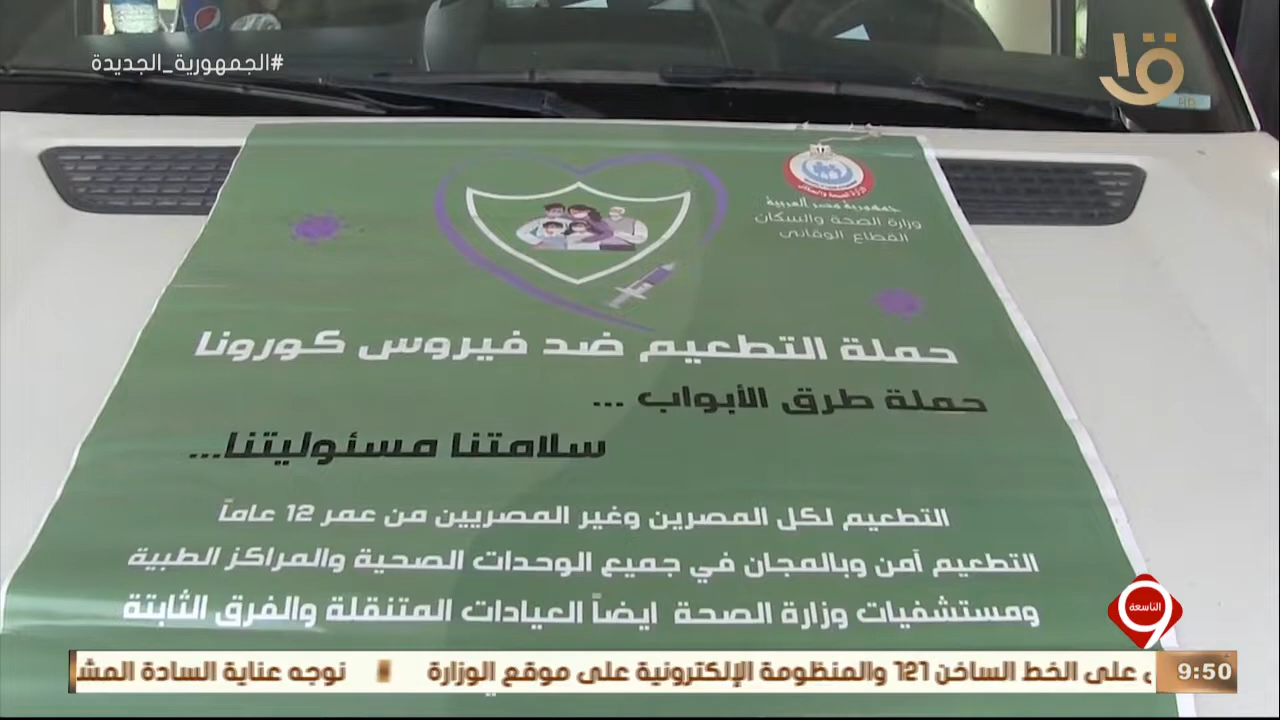 #الجمهورية_الجديدة
HD
جمهورية مصر العربية
وزارة الصحة والسكان
القطاع الوقائي
حملة التطعيم ضد فيروس كورونا
حملة طرق الأبواب ...
سلامتنا مسئوليتنا...
التطعيم لكل المصرين وغير المصريين من عمر 12 عاماً
التطعيم آمن وبالمجان في جميع الوحدات الصحية والمراكز الطبية
ومستشفيات وزارة الصحة ايضاً العيادات المتنقلة والفرق الثابتة
التاسعة
9
على الخط الساخن 121 والمنظومة الإلكترونية على موقع الوزارة
نوجه عناية السادة
9:50